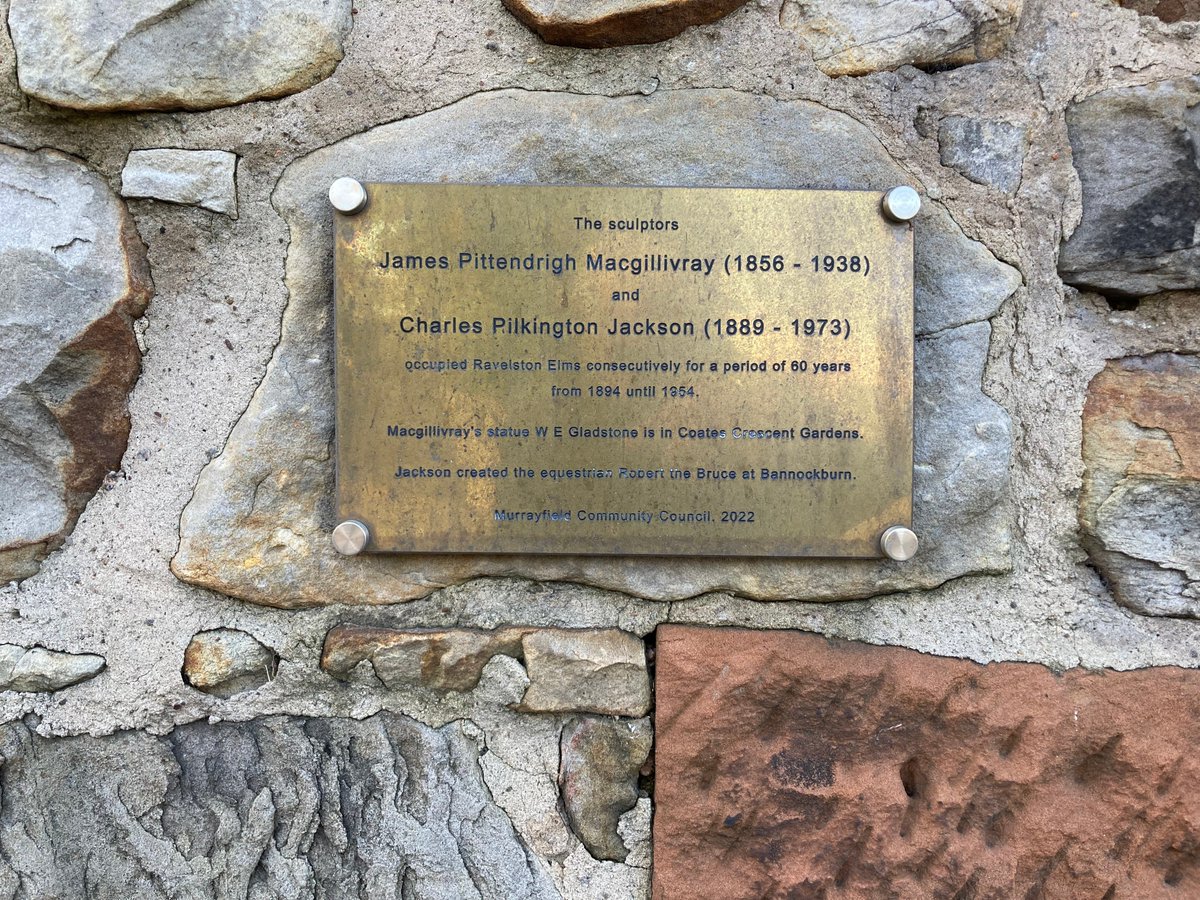 The sculptors
James Pittendrigh Macgillivray (1856 - 1938)
and
Charles Pilkington Jackson (1889 - 1973)
occupied Ravelston Elms consecutively for a period of 60 years
from 1894 until 1954.
Macgillivray's statue W E Gladstone is in Coates Crescent Gardens.
Jackson created the equestrian Robert the Bruce at Bannockburn.
Murrayfield Community Council. 2022